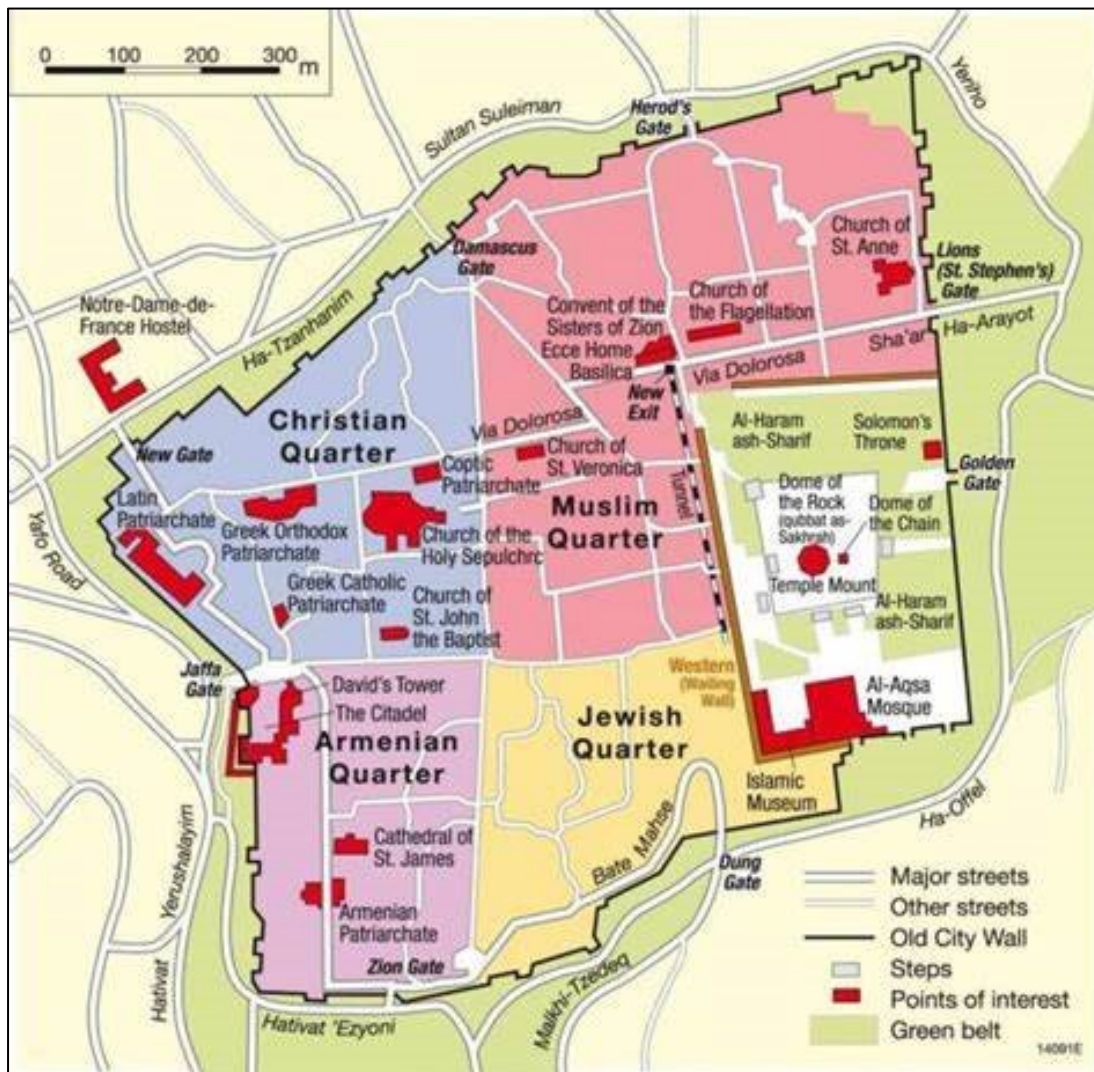 0 100 200 300 m
Sultan Suleiman
Herod's
Gate
Yeriho
Damascus
Gate
Church of
St. Anne
Lions
(St. Stephen's)
Gate
Notre-Dame-de-
France Hostel
Ha-Tzanhanim
Convent of the
Sisters of Zion
Ecce Home
Basilica
Church of
the Flagellation
Sha'ar Ha-Arayot
Via Dolorosa
New
Exit
Christian
Quarter
Via Dolorosa
Al-Haram
ash-Sharif
Solomon's
Throne
New Gate
Coptic
Patriarchate
Church of
St. Veronica
Golden
Gate
Latin
Patriarchate
Muslim
Quarter
Tunnel
Dome of
the Rock
(qubbat as-
Sakhrah)
Dome of
the Chain
Greek Orthodox
Patriarchate
Church of the
Holy Sepulchrc
Yafo Road
Temple Mount
Greek Catholic
Patriarchate
Church of
St. John
the Baptist
Al-Haram
ash-Sharif
Jaffa
Gate
Western
(Wailing
Wall)
David's Tower
The Citadel
Al-Aqsa
Mosque
Armenian
Quarter
Jewish
Quarter
Islamic
Museum
Ha-Offel
Cathedral of
St. James
Bate Mahse
Dung
Gate
Armenian
Patriarchate
Hativat Yerushalayim
Zion Gate
Hativat 'Ezyoni
Malkhi-Tzedeq
Major streets
Other streets
Old City Wall
Steps
Points of interest
Green belt
14091E